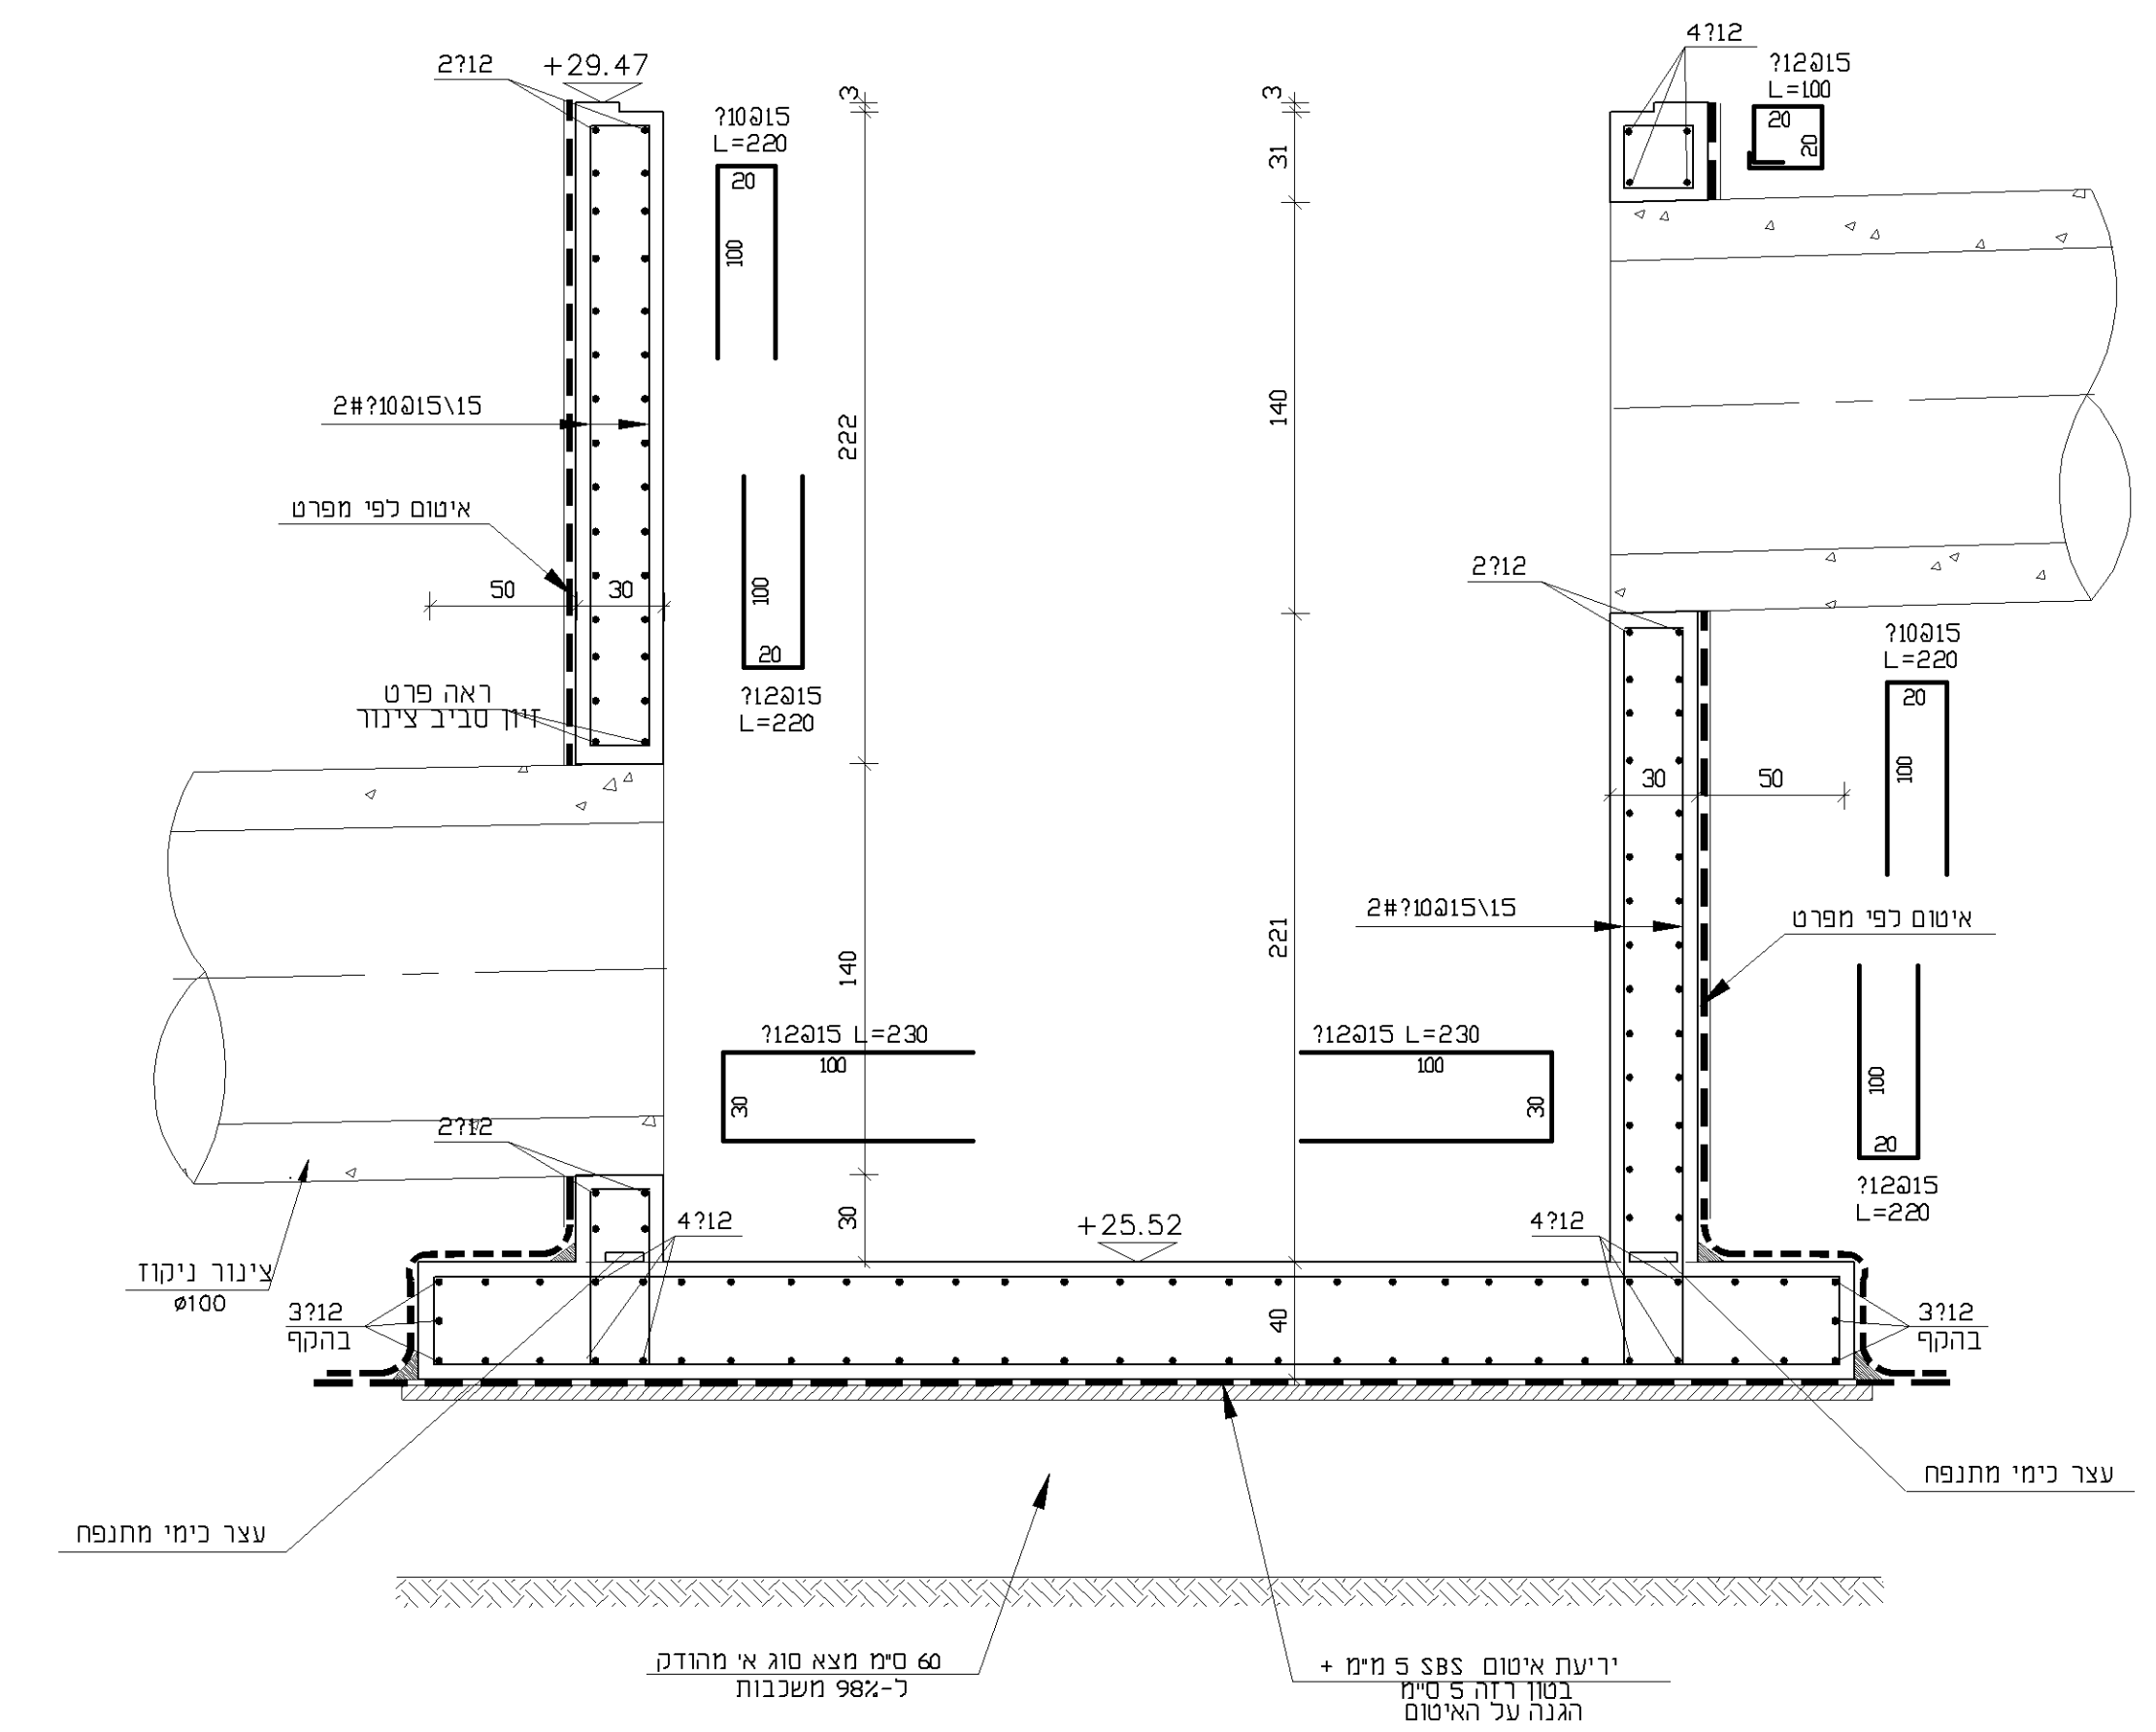 2?12
+29.47
?10@15
L=220
20
100
3
3
4?12
?12@15
L=100
20
20
31
2#?10@15\15
222
140
איטום לפי מפרט
50
30
100
20
?12@15
L=220
2?12
ראה פרט
זיון סביב צינור
?10@15
L=220
20
100
30
50
2#?10@15\15
221
איטום לפי מפרט
140
?12@15 L=230
100
30
?12@15 L=230
100
30
100
20
?12@15
L=220
2?12
30
4?12
+25.52
4?12
צינור ניקוז
ø100
3?12
בהקף
40
3?12
בהקף
עצר כימי מתנפח
עצר כימי מתנפח
60 ס"מ מצא סוג א' מהודק
ל-98% משכבות
יריעת איטום SBS 5 מ"מ +
בטון רזה 5 ס"מ
הגנה על האיטום